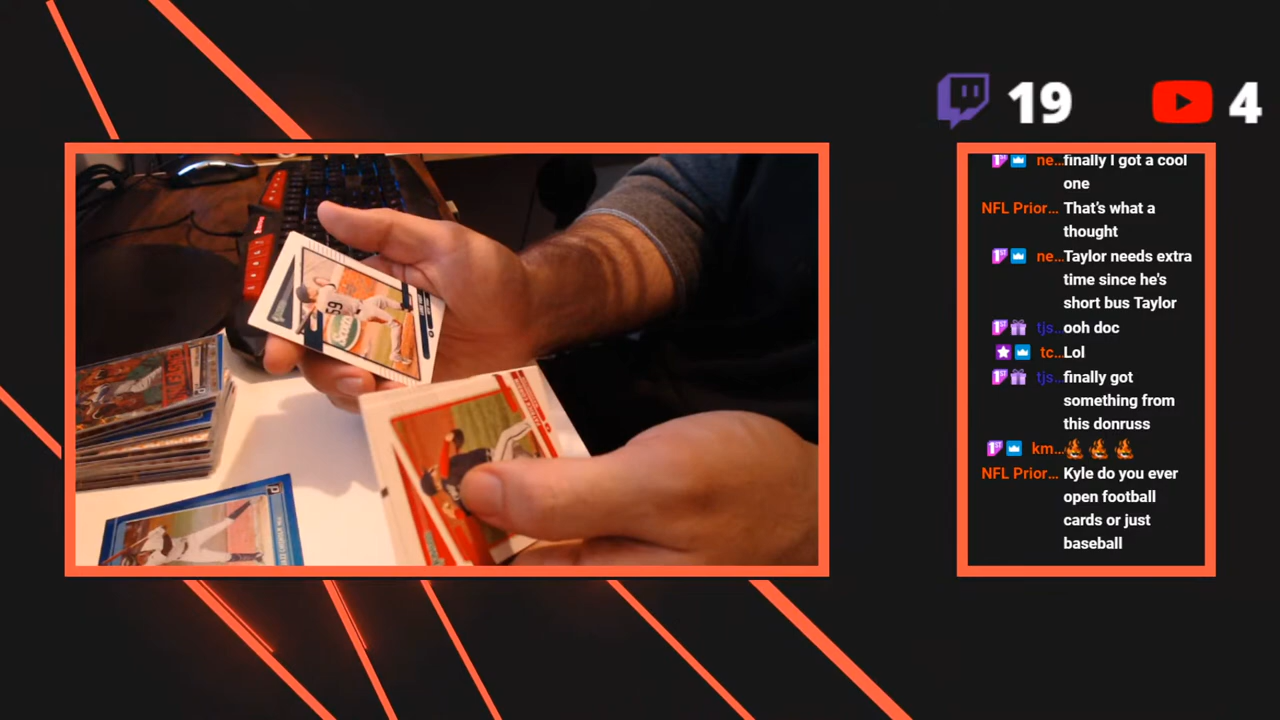 19
4
ne...finally I got a cool
one
NFL Prior... That's what a
thought
ne...Taylor needs extra
time since he's
short bus Taylor
tjs...ooh doc
tc...Lol
tjs...finally got
something from
this donruss
km...🔥🔥🔥
NFL Prior... Kyle do you ever
open football
cards or just
baseball
59